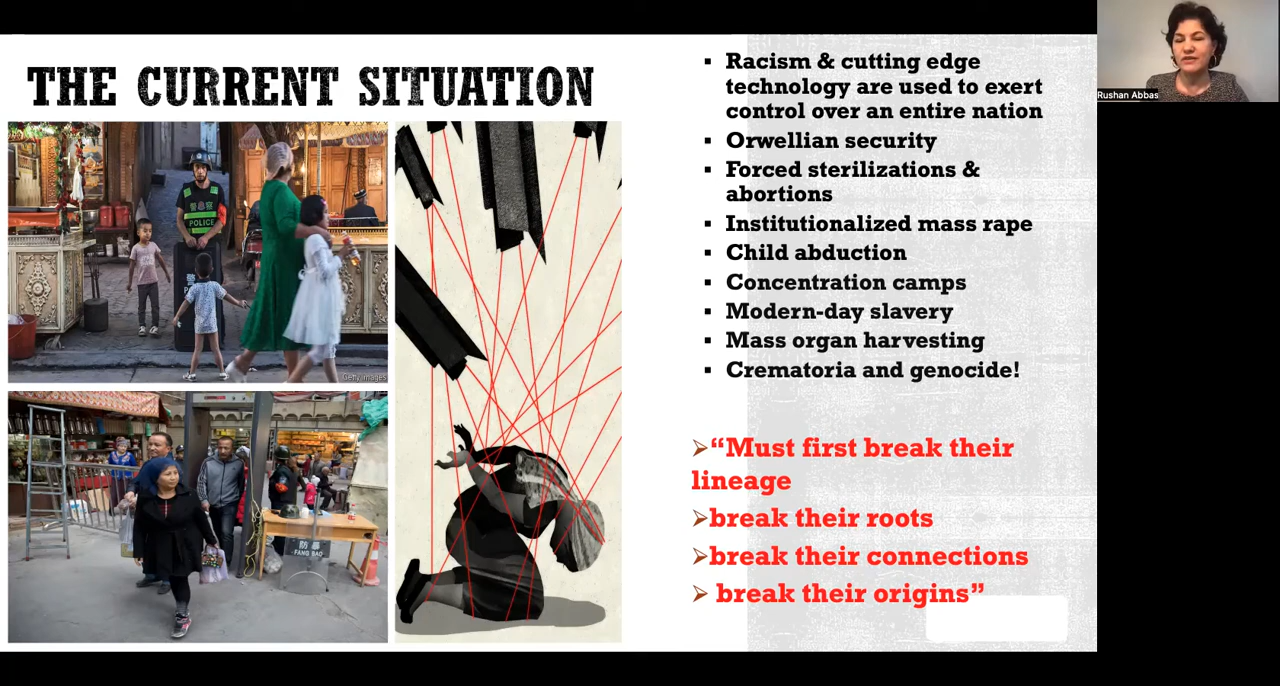 THE CURRENT SITUATION
警察
POLICE
Getty Images
防暴
FANG BAO
▪ Racism & cutting edge
technology are used to exert
control over an entire nation
▪ Orwellian security
▪ Forced sterilizations &
abortions
▪ Institutionalized mass rape
▪ Child abduction
▪ Concentration camps
▪ Modern-day slavery
▪ Mass organ harvesting
▪ Crematoria and genocide!
➢“Must first break their
lineage
➢break their roots
➢break their connections
➢ break their origins”
Rushan Abbas